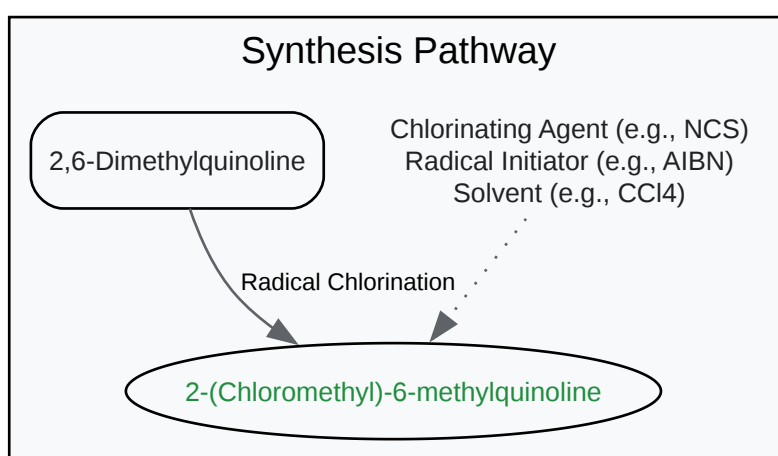 Synthesis Pathway
2,6-Dimethylquinoline
Chlorinating Agent (e.g., NCS)
Radical Initiator (e.g., AIBN)
Solvent (e.g., CCl4)
Radical Chlorination
2-(Chloromethyl)-6-methylquinoline